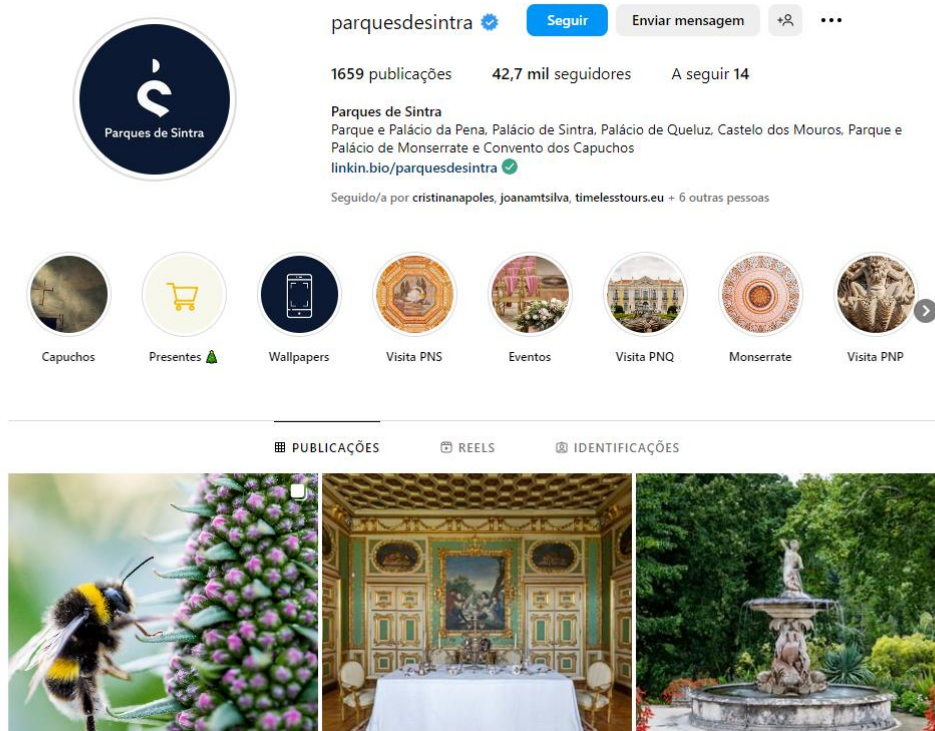 parquesdesintra
Seguir
Enviar mensagem
1659 publicações 42,7 mil seguidores A seguir 14
Parques de Sintra
Parques de Sintra
Parque e Palácio da Pena, Palácio de Sintra, Palácio de Queluz, Castelo dos Mouros, Parque e
Palácio de Monserrate e Convento dos Capuchos
linkin.bio/parquesdesintra
Seguido/a por cristinanapoles, joanamtsilva, timelesstours.eu + 6 outras pessoas
Capuchos
Presentes
Wallpapers
Visita PNS
Eventos
Visita PNQ
Monserrate
Visita PNP
PUBLICAÇÕES
REELS
IDENTIFICAÇÕES